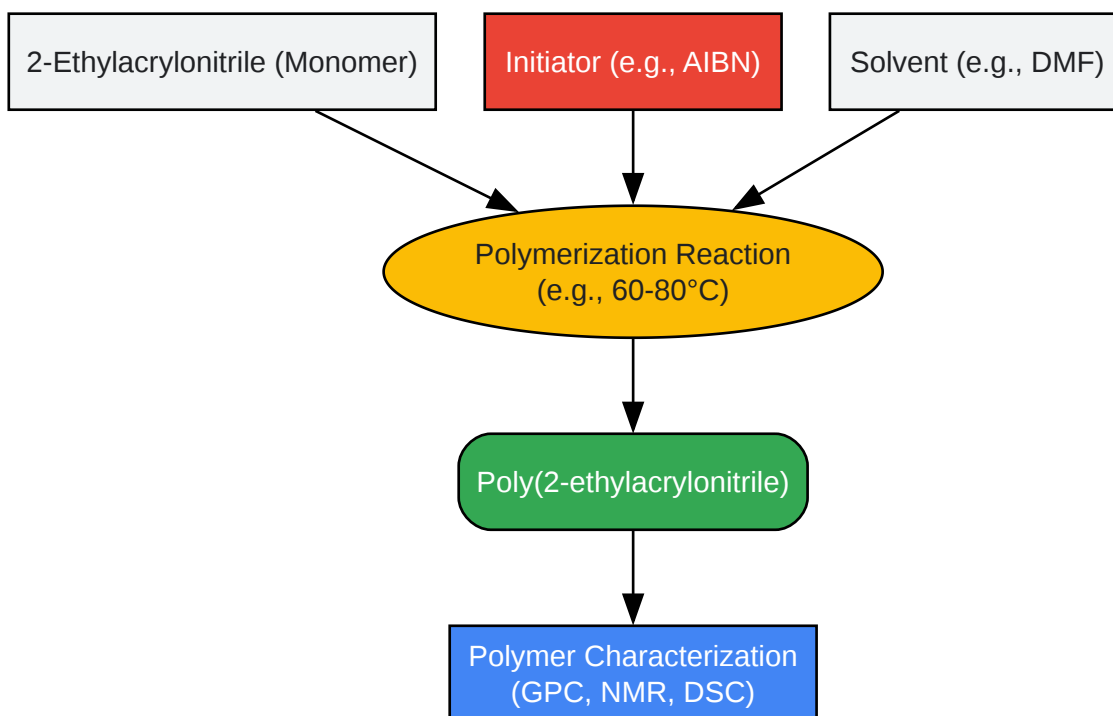 2-Ethylacrylonitrile (Monomer)
Initiator (e.g., AIBN)
Solvent (e.g., DMF)
Polymerization Reaction
(e.g., 60-80°C)
Poly(2-ethylacrylonitrile)
Polymer Characterization
(GPC, NMR, DSC)